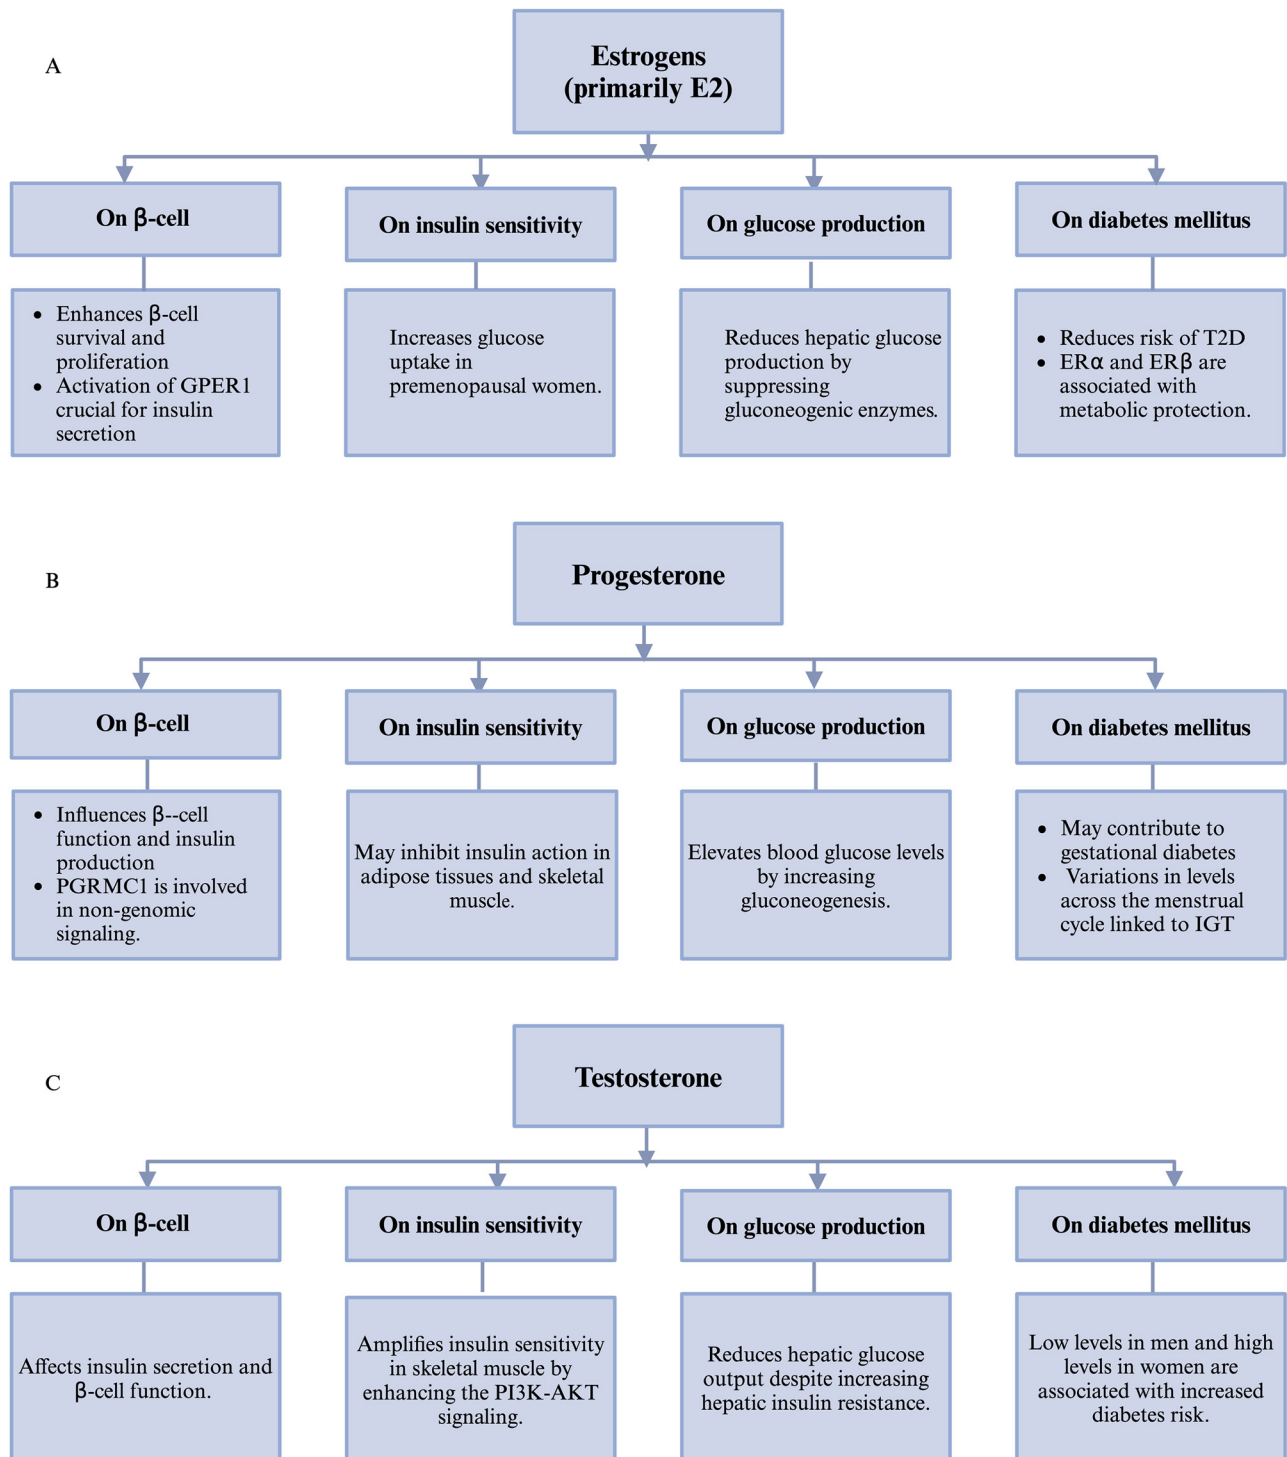 A
Estrogens
(primarily E2)
On β-cell
On insulin sensitivity
On glucose production
On diabetes mellitus
• Enhances β-cell
survival and
proliferation
• Activation of GPER1
crucial for insulin
secretion
Increases glucose
uptake in
premenopausal women.
Reduces hepatic glucose
production by
suppressing
gluconeogenic enzymes.
• Reduces risk of T2D
• ERα and ERβ are
associated with
metabolic protection.
B
Progesterone
On β-cell
On insulin sensitivity
On glucose production
On diabetes mellitus
• Influences β--cell
function and insulin
production
• PGRMC1 is involved
in non-genomic
signaling.
May inhibit insulin action in
adipose tissues and skeletal
muscle.
Elevates blood glucose levels
by increasing
gluconeogenesis.
• May contribute to
gestational diabetes
• Variations in levels
across the menstrual
cycle linked to IGT
C
Testosterone
On β-cell
On insulin sensitivity
On glucose production
On diabetes mellitus
Affects insulin secretion and
β-cell function.
Amplifies insulin sensitivity
in skeletal muscle by
enhancing the PI3K-AKT
signaling.
Reduces hepatic glucose
output despite increasing
hepatic insulin resistance.
Low levels in men and high
levels in women are
associated with increased
diabetes risk.